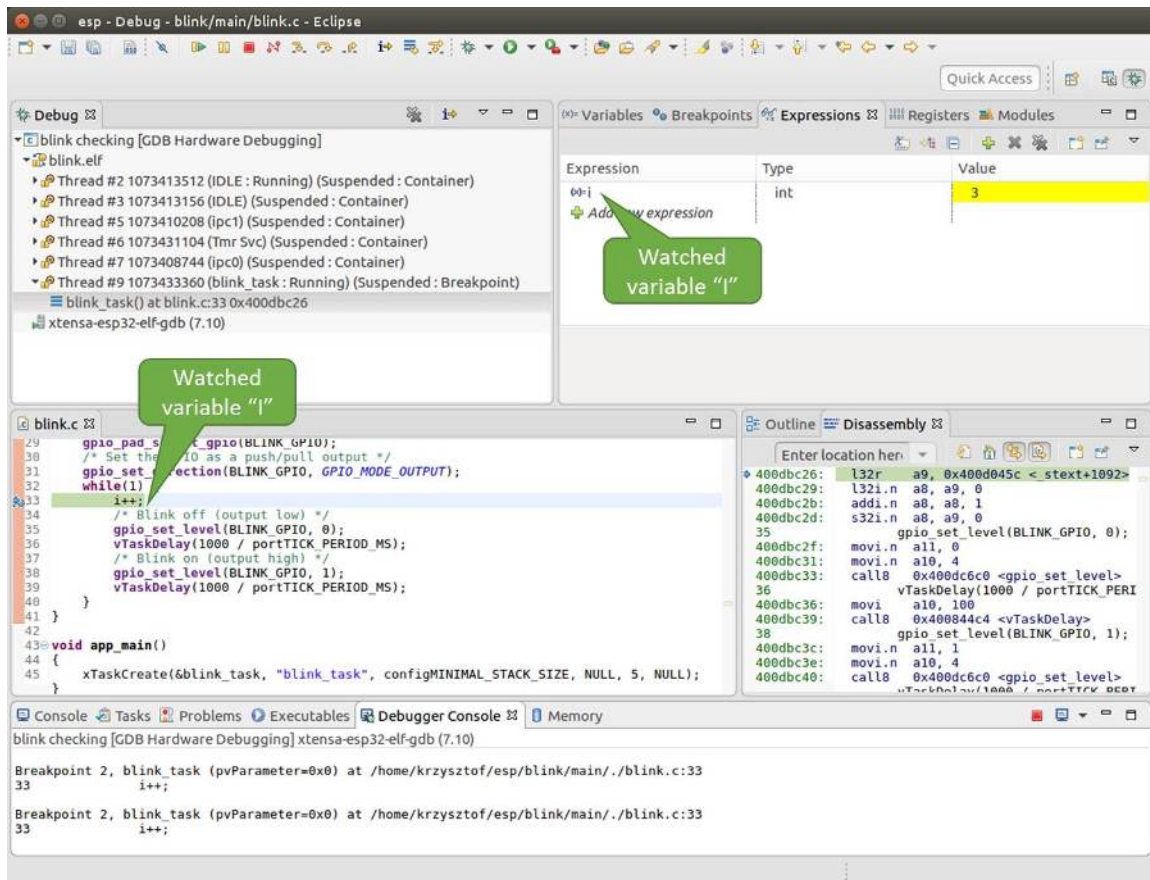 esp - Debug - blink/main/blink.c - Eclipse
Quick Access
Debug
blink checking [GDB Hardware Debugging]
blink.elf
Thread #2 1073413512 (IDLE : Running) (Suspended : Container)
Thread #3 1073413156 (IDLE) (Suspended : Container)
Thread #5 1073410208 (ipc1) (Suspended : Container)
Thread #6 1073431104 (Tmr Svc) (Suspended : Container)
Thread #7 1073408744 (ipc0) (Suspended : Container)
Thread #9 1073433360 (blink_task : Running) (Suspended : Breakpoint)
blink_task() at blink.c:33 0x400dbc26
xtensa-esp32-elf-gdb (7.10)
Watched
variable "I"
(x)= Variables Breakpoints Expressions Registers Modules
Expression Type Value
(x)= i int 3
Add expression
Watched
variable "I"
blink.c
29 gpio_pad_s t_gpio(BLINK_GPIO);
30 /* Set the IO as a push/pull output */
31 gpio_set_ ection(BLINK_GPIO, GPIO_MODE_OUTPUT);
32 while(1)
33 i++;
34 /* Blink off (output low) */
35 gpio_set_level(BLINK_GPIO, 0);
36 vTaskDelay(1000 / portTICK_PERIOD_MS);
37 /* Blink on (output high) */
38 gpio_set_level(BLINK_GPIO, 1);
39 vTaskDelay(1000 / portTICK_PERIOD_MS);
40 }
41 }
42
43 void app_main()
44 {
45 xTaskCreate(&blink_task, "blink_task", configMINIMAL_STACK_SIZE, NULL, 5, NULL);
}
Outline Disassembly
Enter location her
400dbc26: l32r a9, 0x400d045c <_stext+1092>
400dbc29: l32i.n a8, a9, 0
400dbc2b: addi.n a8, a8, 1
400dbc2d: s32i.n a8, a9, 0
35 gpio_set_level(BLINK_GPIO, 0);
400dbc2f: movi.n a11, 0
400dbc31: movi.n a10, 4
400dbc33: call8 0x400dc6c0 <gpio_set_level>
36 vTaskDelay(1000 / portTICK_PERI
400dbc36: movi a10, 100
400dbc39: call8 0x400844c4 <vTaskDelay>
38 gpio_set_level(BLINK_GPIO, 1);
400dbc3c: movi.n a11, 1
400dbc3e: movi.n a10, 4
400dbc40: call8 0x400dc6c0 <gpio_set_level>
vTaskDelay(1000 / portTICK_PERI
Console Tasks Problems Executables Debugger Console Memory
blink checking [GDB Hardware Debugging] xtensa-esp32-elf-gdb (7.10)
Breakpoint 2, blink_task (pvParameter=0x0) at /home/krzysztof/esp/blink/main/./blink.c:33
33 i++;
Breakpoint 2, blink_task (pvParameter=0x0) at /home/krzysztof/esp/blink/main/./blink.c:33
33 i++;